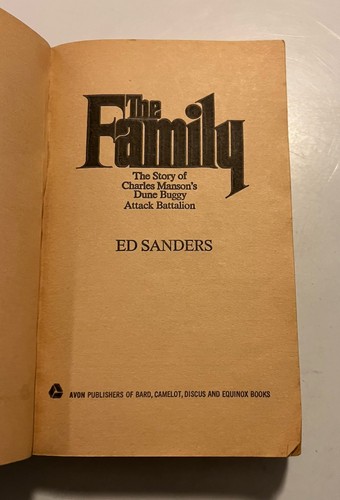 The
Family
The Story of
Charles Manson's
Dune Buggy
Attack Battalion
ED SANDERS
AVON PUBLISHERS OF BARD, CAMELOT, DISCUS AND EQUINOX BOOKS